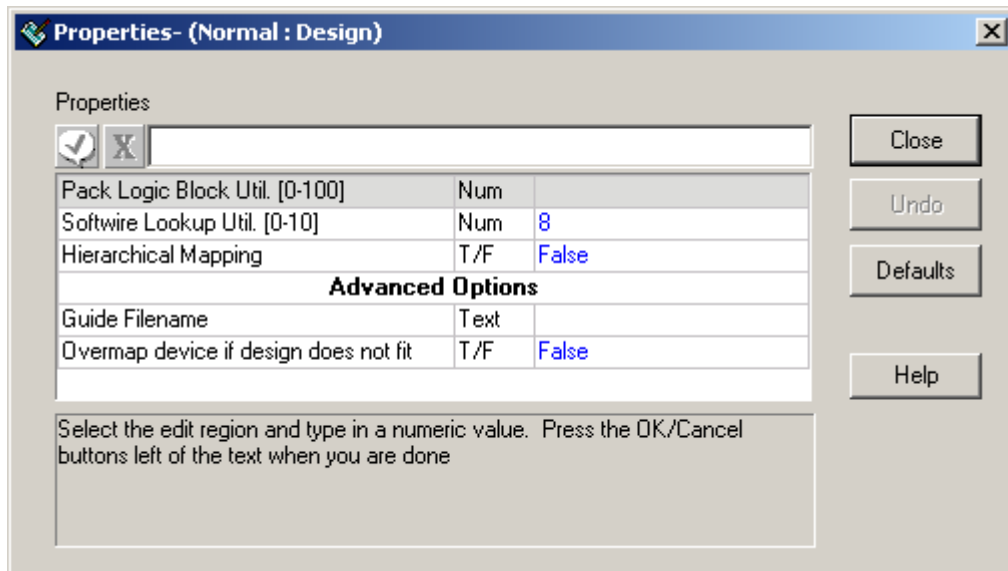 Properties- (Normal : Design)
Properties
Close
Pack Logic Block Util. [0-100] Num
Undo
Softwire Lookup Util. [0-10] Num 8
Hierarchical Mapping T/F False
Defaults
Advanced Options
Guide Filename Text
Overmap device if design does not fit T/F False
Help
Select the edit region and type in a numeric value. Press the OK/Cancel
buttons left of the text when you are done